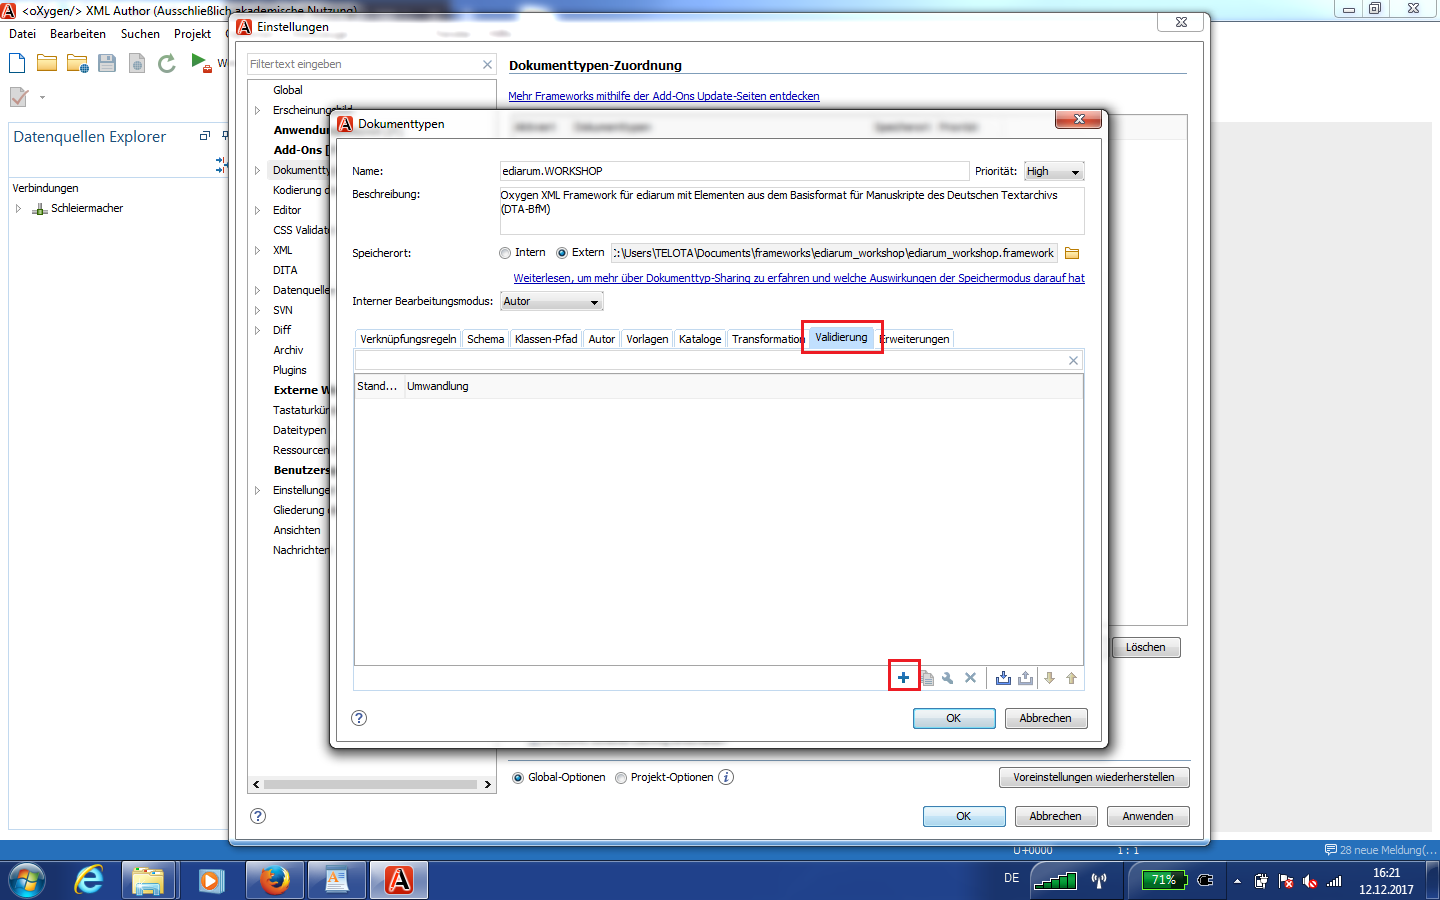 <oXygen/> XML Author (Ausschließlich akademische Nutzung)
Datei Bearbeiten Suchen Projekt
Datenquellen Explorer
Verbindungen
Schleiermacher
Einstellungen
Filtertext eingeben
Global
Erscheinungsbild
Anwendu
Add-Ons [
Dokumentty
Kodierung
Editor
CSS Validat
XML
DITA
Datenquelle
SVN
Diff
Archiv
Plugins
Externe W
Tastaturkür
Dateitypen
Ressourcen
Benutzers
Einstellunge
Gliederung
Ansichten
Nachrichten
Dokumenttypen-Zuordnung
Mehr Frameworks mithilfe der Add-Ons Update-Seiten entdecken
Dokumenttypen
Name: ediarum.WORKSHOP Priorität: High
Beschreibung: Oxygen XML Framework für ediarum mit Elementen aus dem Basisformat für Manuskripte des Deutschen Textarchivs
(DTA-BfM)
Speicherort: Intern Extern C:\Users\TELOTA\Documents\frameworks\ediarum_workshop\ediarum_workshop.framework
Weiterlesen, um mehr über Dokumenttyp-Sharing zu erfahren und welche Auswirkungen der Speichermodus darauf hat
Interner Bearbeitungsmodus: Autor
Verknüpfungsregeln Schema Klassen-Pfad Autor Vorlagen Kataloge Transformation Validierung Erweiterungen
Stand... Umwandlung
OK Abbrechen
Löschen
Global-Optionen Projekt-Optionen Voreinstellungen wiederherstellen
OK Abbrechen Anwenden
U+0000 1 : 1 28 neue Meldung(...
DE 71% 16:21
12.12.2017